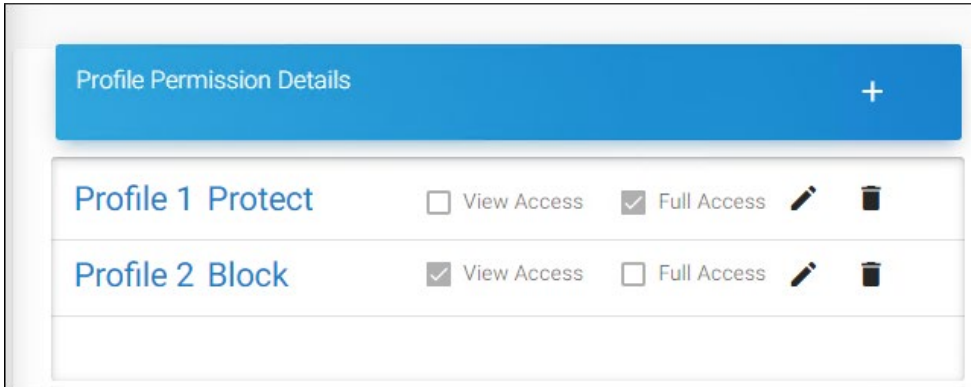 Profile Permission Details +
Profile 1 Protect View Access Full Access
Profile 2 Block View Access Full Access